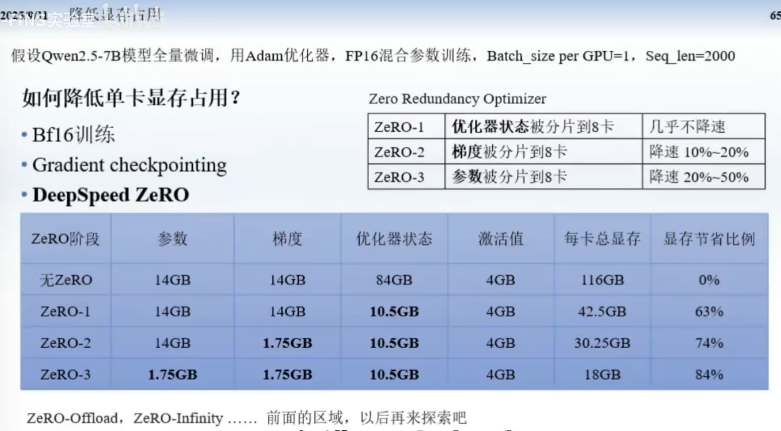 降低显存占用
65
假设Qwen2.5-7B模型全量微调，用Adam优化器，FP16混合参数训练，Batch_size per GPU=1，Seq_len=2000
如何降低单卡显存占用？
• Bf16训练
• Gradient checkpointing
• DeepSpeed ZeRO
Zero Redundancy Optimizer
ZeRO-1 优化器状态被分片到8卡 几乎不降速
ZeRO-2 梯度被分片到8卡 降速 10%~20%
ZeRO-3 参数被分片到8卡 降速 20%~50%
ZeRO阶段 参数 梯度 优化器状态 激活值 每卡总显存 显存节省比例
无ZeRO 14GB 14GB 84GB 4GB 116GB 0%
ZeRO-1 14GB 14GB 10.5GB 4GB 42.5GB 63%
ZeRO-2 14GB 1.75GB 10.5GB 4GB 30.25GB 74%
ZeRO-3 1.75GB 1.75GB 10.5GB 4GB 18GB 84%
ZeRO-Offload，ZeRO-Infinity …… 前面的区域，以后再来探索吧